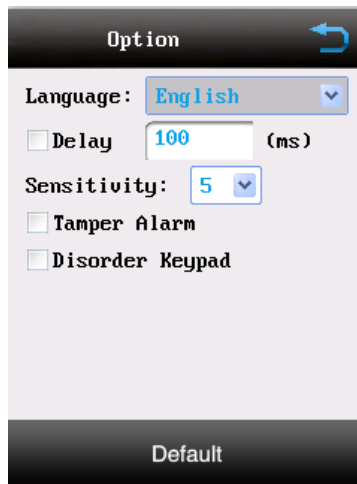 Option
Language: English
Delay 100 (ms)
Sensitivity: 5
Tamper Alarm
Disorder Keypad
Default